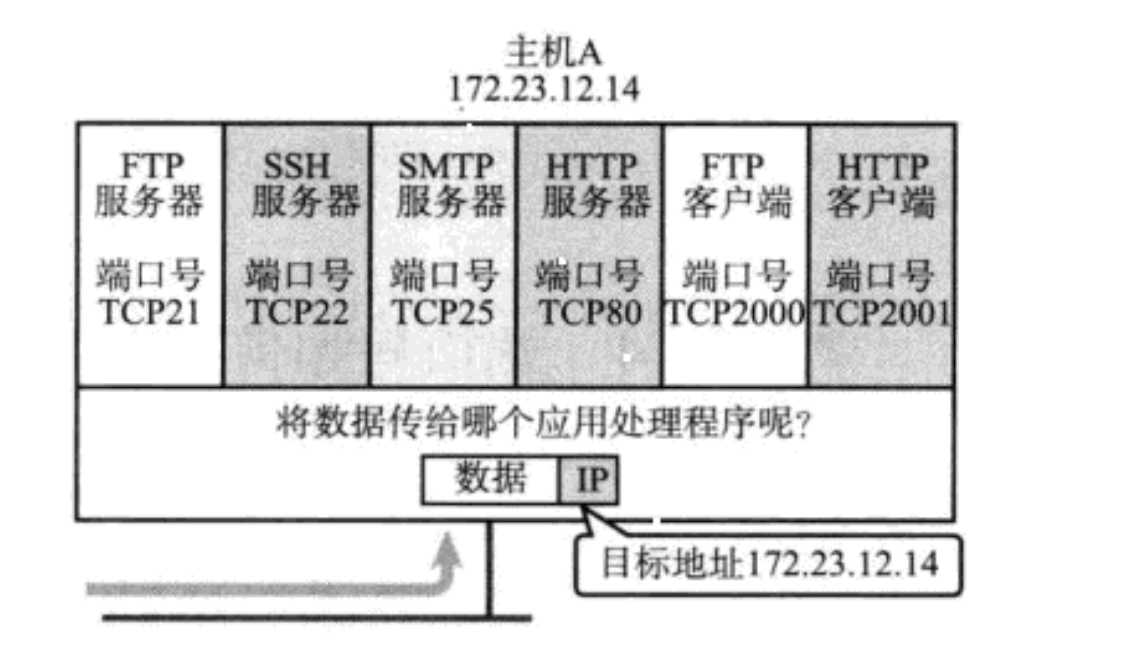 主机A
172.23.12.14
FTP
服务器
端口号
TCP21
SSH
服务器
端口号
TCP22
SMTP
服务器
端口号
TCP25
HTTP
服务器
端口号
TCP80
FTP
客户端
端口号
TCP2000
HTTP
客户端
端口号
TCP2001
将数据传给哪个应用处理程序呢?
数据
IP
目标地址172.23.12.14